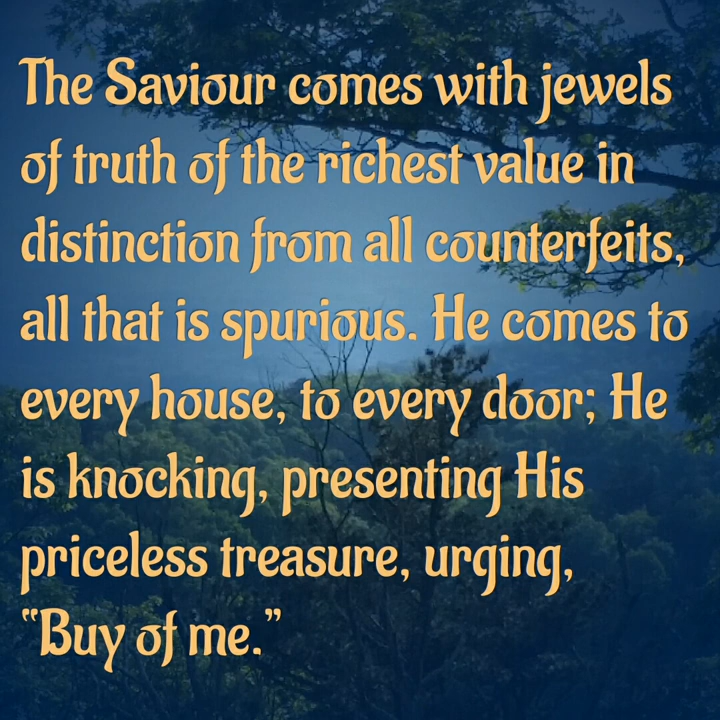 The Saviour comes with jewels
of truth of the richest value in
distinction from all counterfeits,
all that is spurious. He comes to
every house, to every door; He
is knocking, presenting His
priceless treasure, urging,
“Buy of me.”